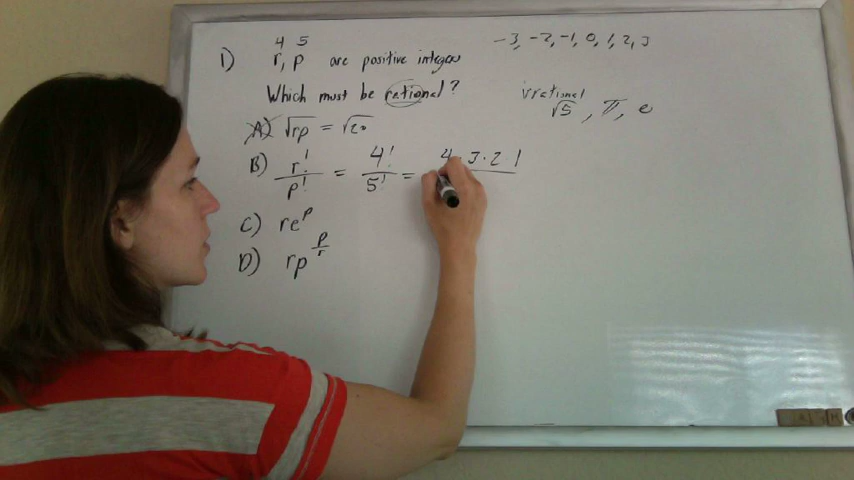 4 5
1) r, p are positive integers
Which must be rational?
A) √rp = √20
B) r!/p! = 4!/5! = 4 · 3 · 2 1
C) re^p
D) rp^(p/r)
-3, -2, -1, 0, 1, 2, 3
irrational
√5, π, e